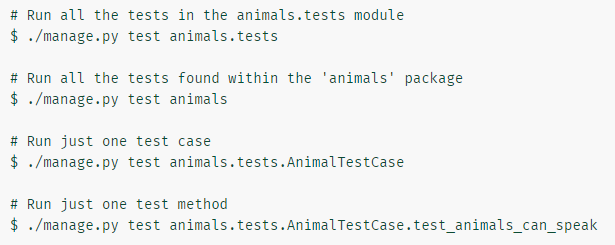 # Run all the tests in the animals.tests module
$ ./manage.py test animals.tests
# Run all the tests found within the 'animals' package
$ ./manage.py test animals
# Run just one test case
$ ./manage.py test animals.tests.AnimalTestCase
# Run just one test method
$ ./manage.py test animals.tests.AnimalTestCase.test_animals_can_speak